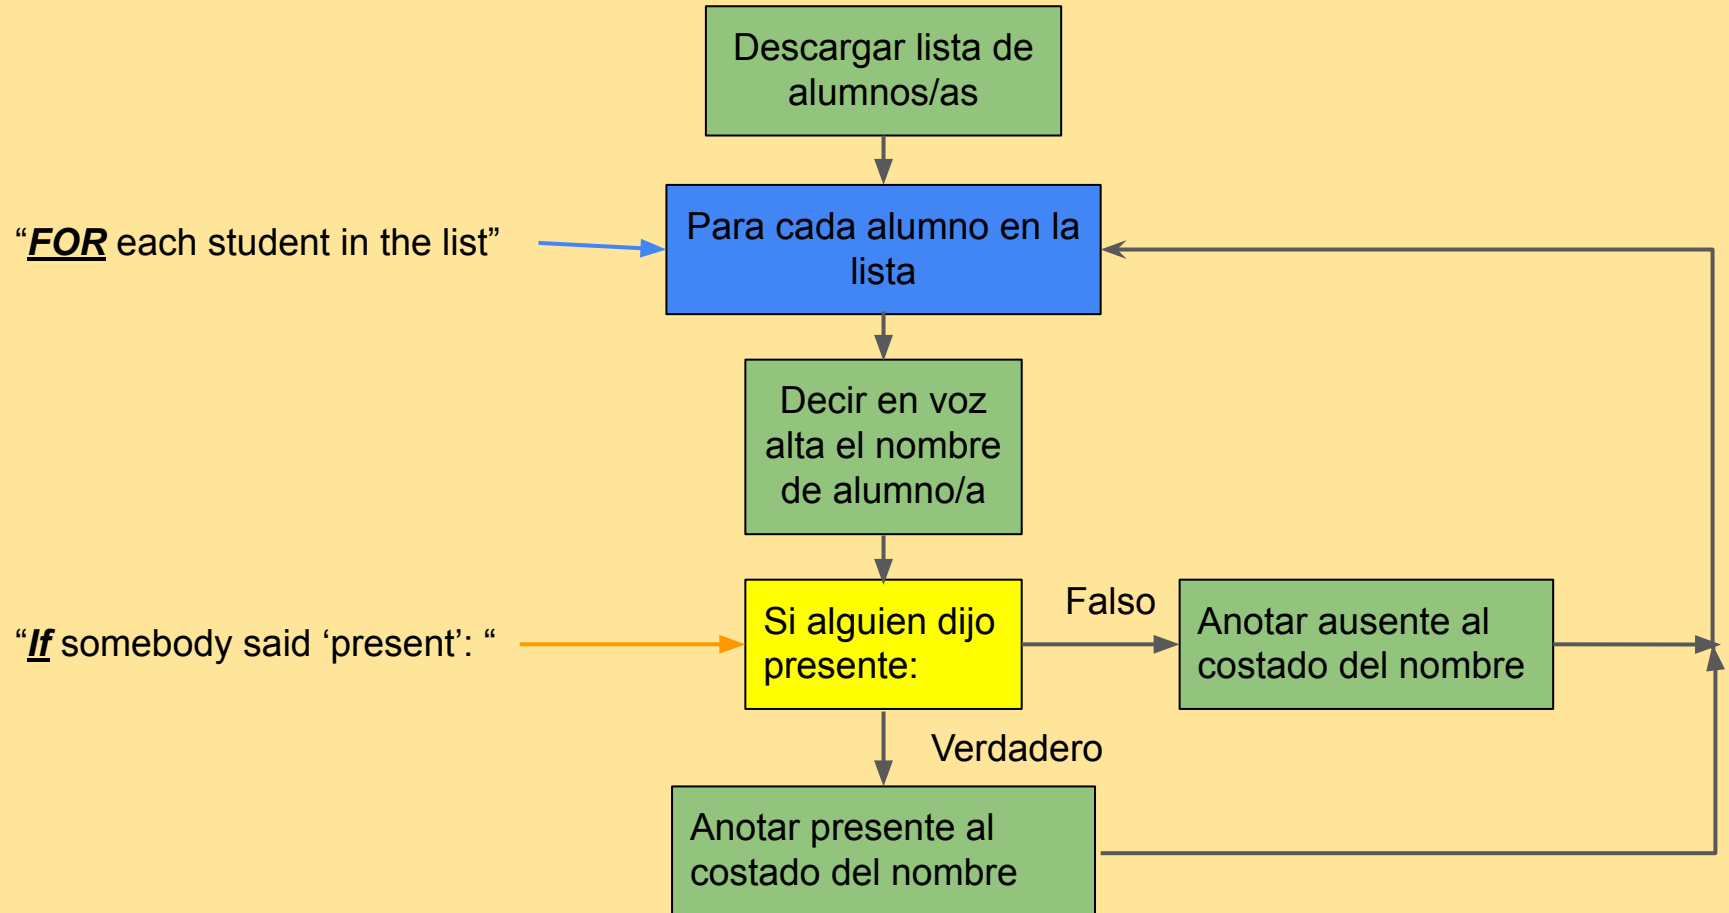 Descargar lista de
alumnos/as
“FOR each student in the list”
Para cada alumno en la
lista
Decir en voz
alta el nombre
de alumno/a
“If somebody said ‘present’: “
Si alguien dijo
presente:
Falso
Anotar ausente al
costado del nombre
Verdadero
Anotar presente al
costado del nombre